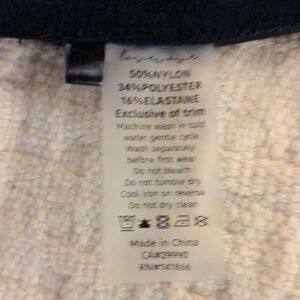 50%NYLON
34%POLYESTER
16%ELASTANE
Exclusive of trim
Machine wash in cold
water gentle cycle
Wash separately
before first wear
Do not bleach
Do not tumble dry
Cool iron on reverse
Do not dry clean
Made in China
CA#29990
RN#141866